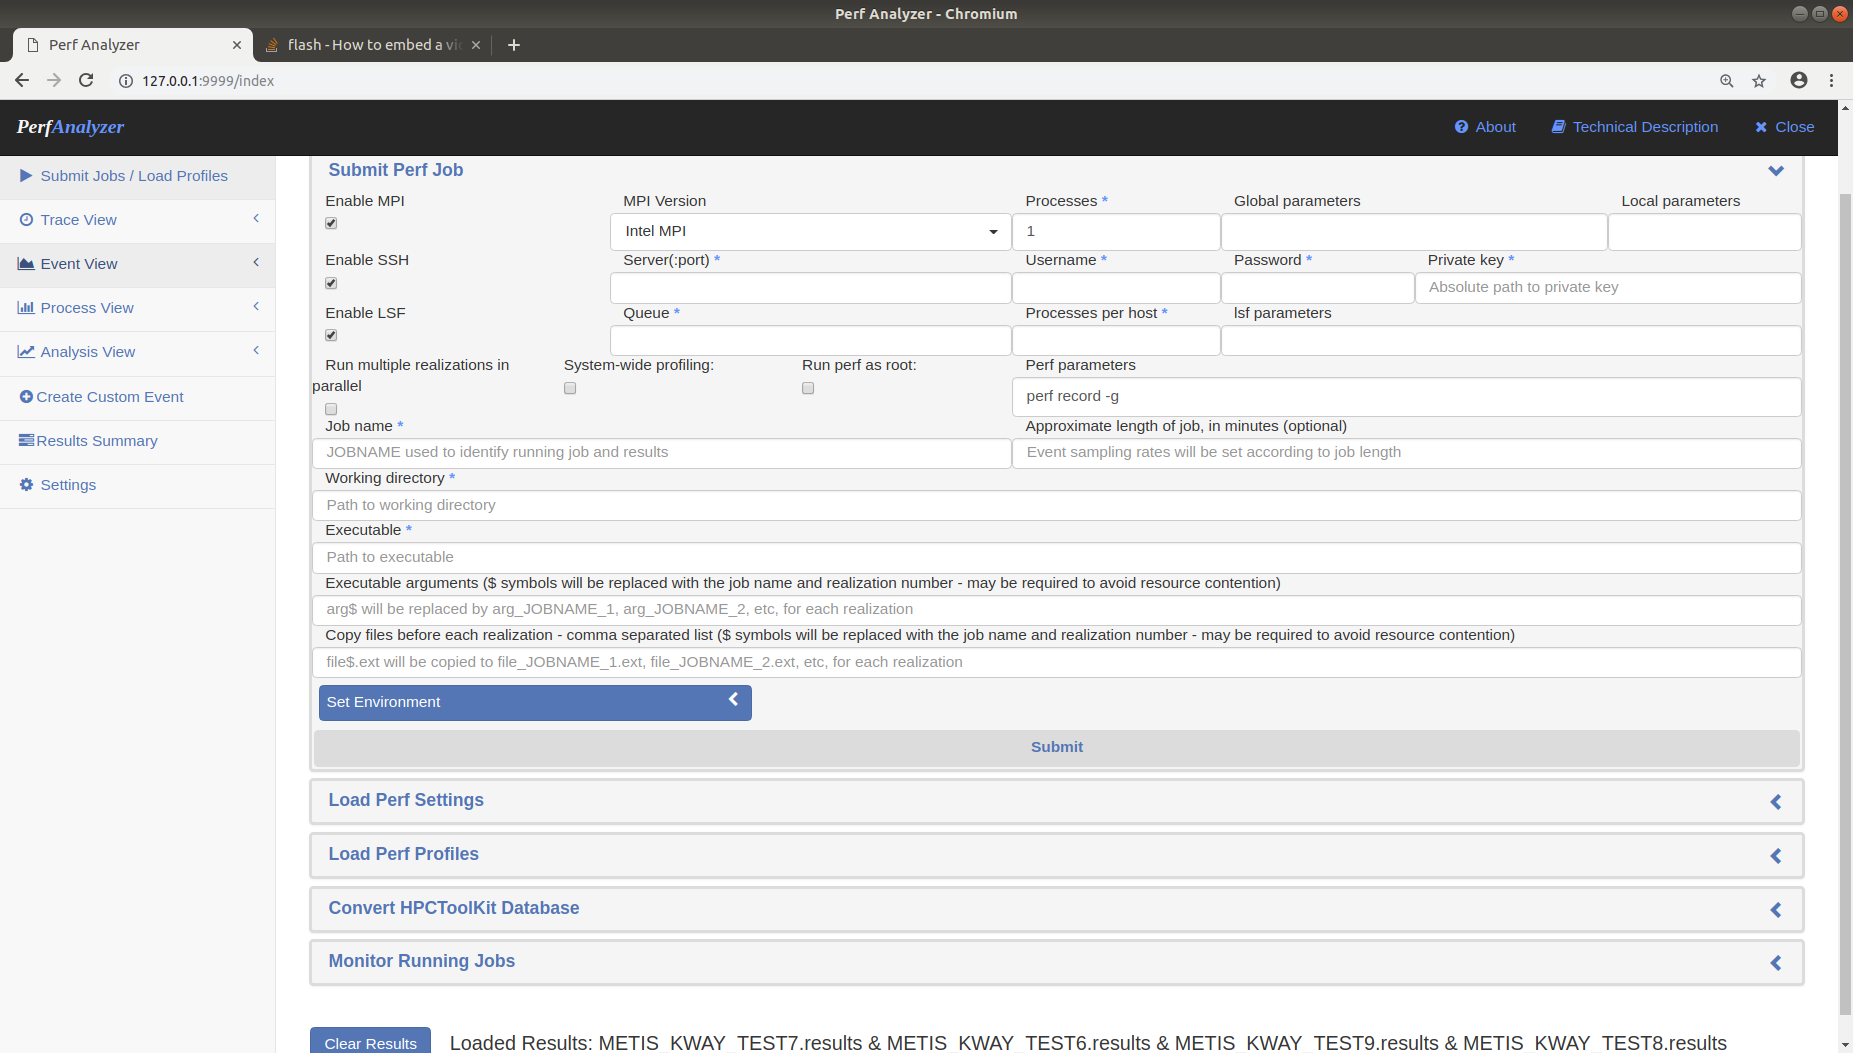 Perf Analyzer - Chromium
Perf Analyzer
flash - How to embed a vi
127.0.0.1:9999/index
PerfAnalyzer
About
Technical Description
Close
Submit Jobs / Load Profiles
Trace View
Event View
Process View
Analysis View
Create Custom Event
Results Summary
Settings
Submit Perf Job
Enable MPI
MPI Version
Processes *
Global parameters
Local parameters
Intel MPI
1
Enable SSH
Server(:port) *
Username *
Password *
Private key *
Absolute path to private key
Enable LSF
Queue *
Processes per host *
lsf parameters
Run multiple realizations in
parallel
System-wide profiling:
Run perf as root:
Perf parameters
perf record -g
Job name *
Approximate length of job, in minutes (optional)
JOBNAME used to identify running job and results
Event sampling rates will be set according to job length
Working directory *
Path to working directory
Executable *
Path to executable
Executable arguments ($ symbols will be replaced with the job name and realization number - may be required to avoid resource contention)
arg$ will be replaced by arg_JOBNAME_1, arg_JOBNAME_2, etc, for each realization
Copy files before each realization - comma separated list ($ symbols will be replaced with the job name and realization number - may be required to avoid resource contention)
file$.ext will be copied to file_JOBNAME_1.ext, file_JOBNAME_2.ext, etc, for each realization
Set Environment
Submit
Load Perf Settings
Load Perf Profiles
Convert HPCToolKit Database
Monitor Running Jobs
Clear Results
Loaded Results: METIS_KWAY_TEST7.results & METIS_KWAY_TEST6.results & METIS_KWAY_TEST9.results & METIS_KWAY_TEST8.results